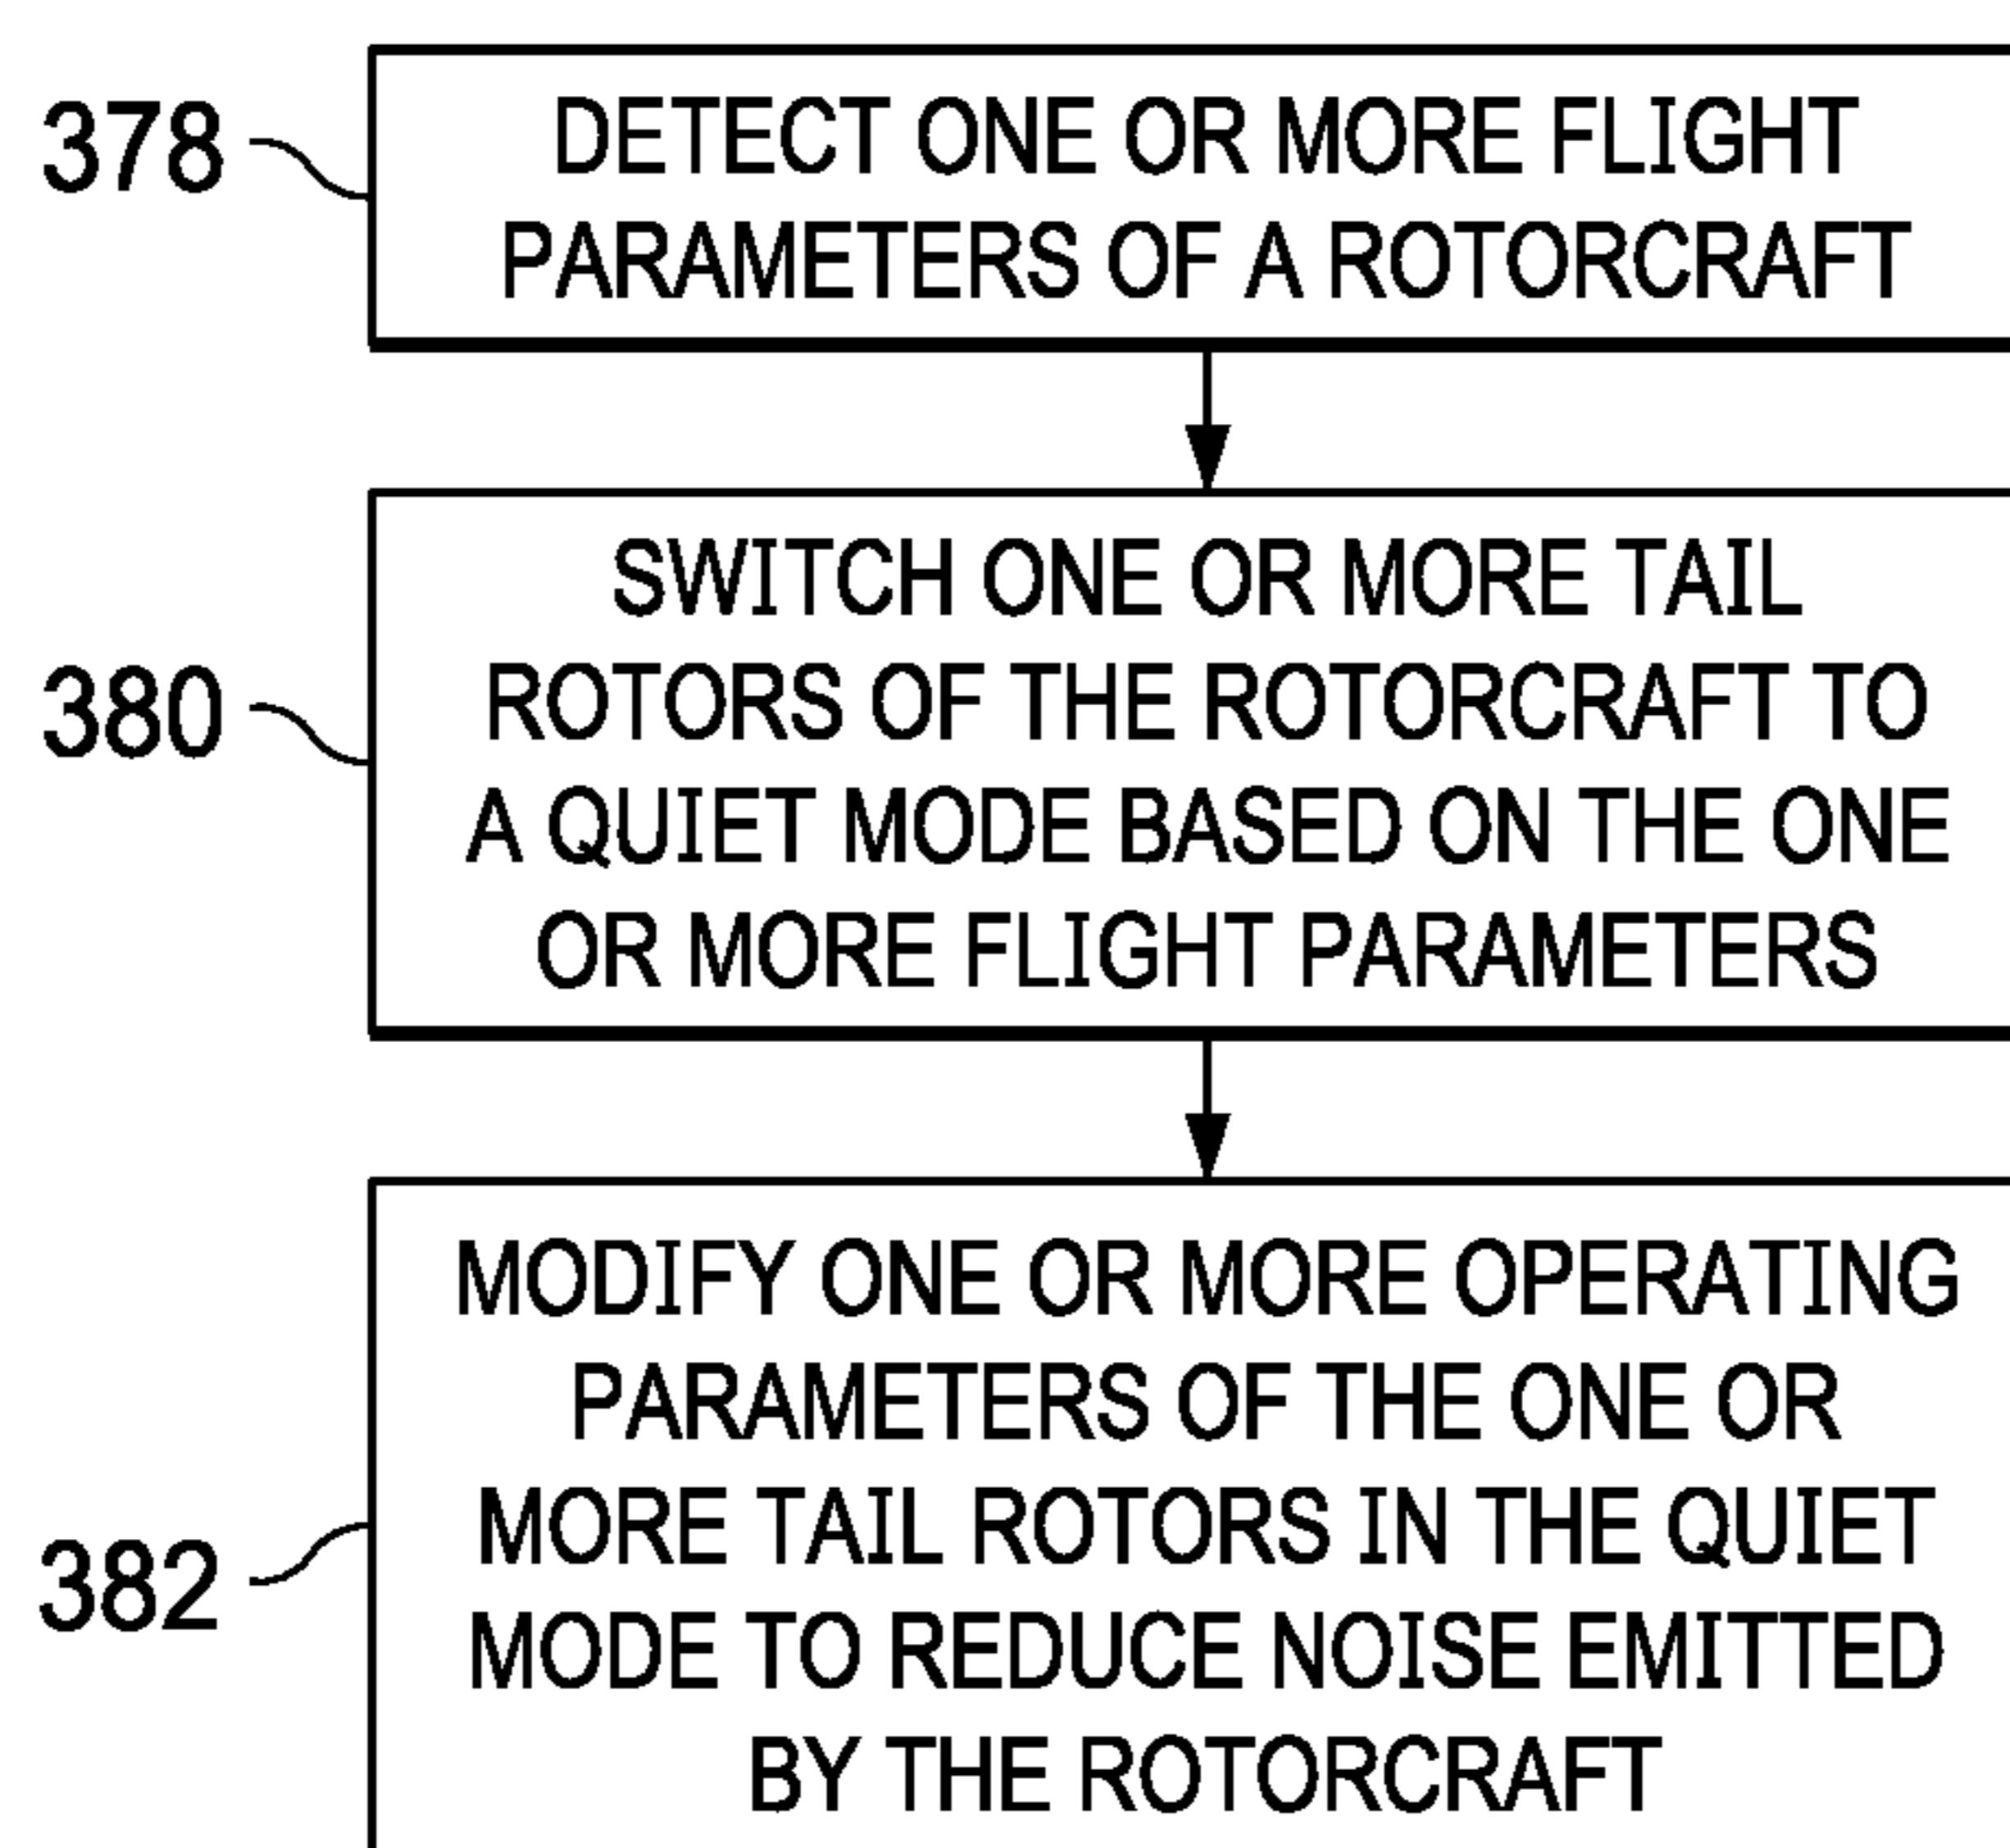 378
DETECT ONE OR MORE FLIGHT
PARAMETERS OF A ROTORCRAFT
380
SWITCH ONE OR MORE TAIL
ROTORS OF THE ROTORCRAFT TO
A QUIET MODE BASED ON THE ONE
OR MORE FLIGHT PARAMETERS
382
MODIFY ONE OR MORE OPERATING
PARAMETERS OF THE ONE OR
MORE TAIL ROTORS IN THE QUIET
MODE TO REDUCE NOISE EMITTED
BY THE ROTORCRAFT